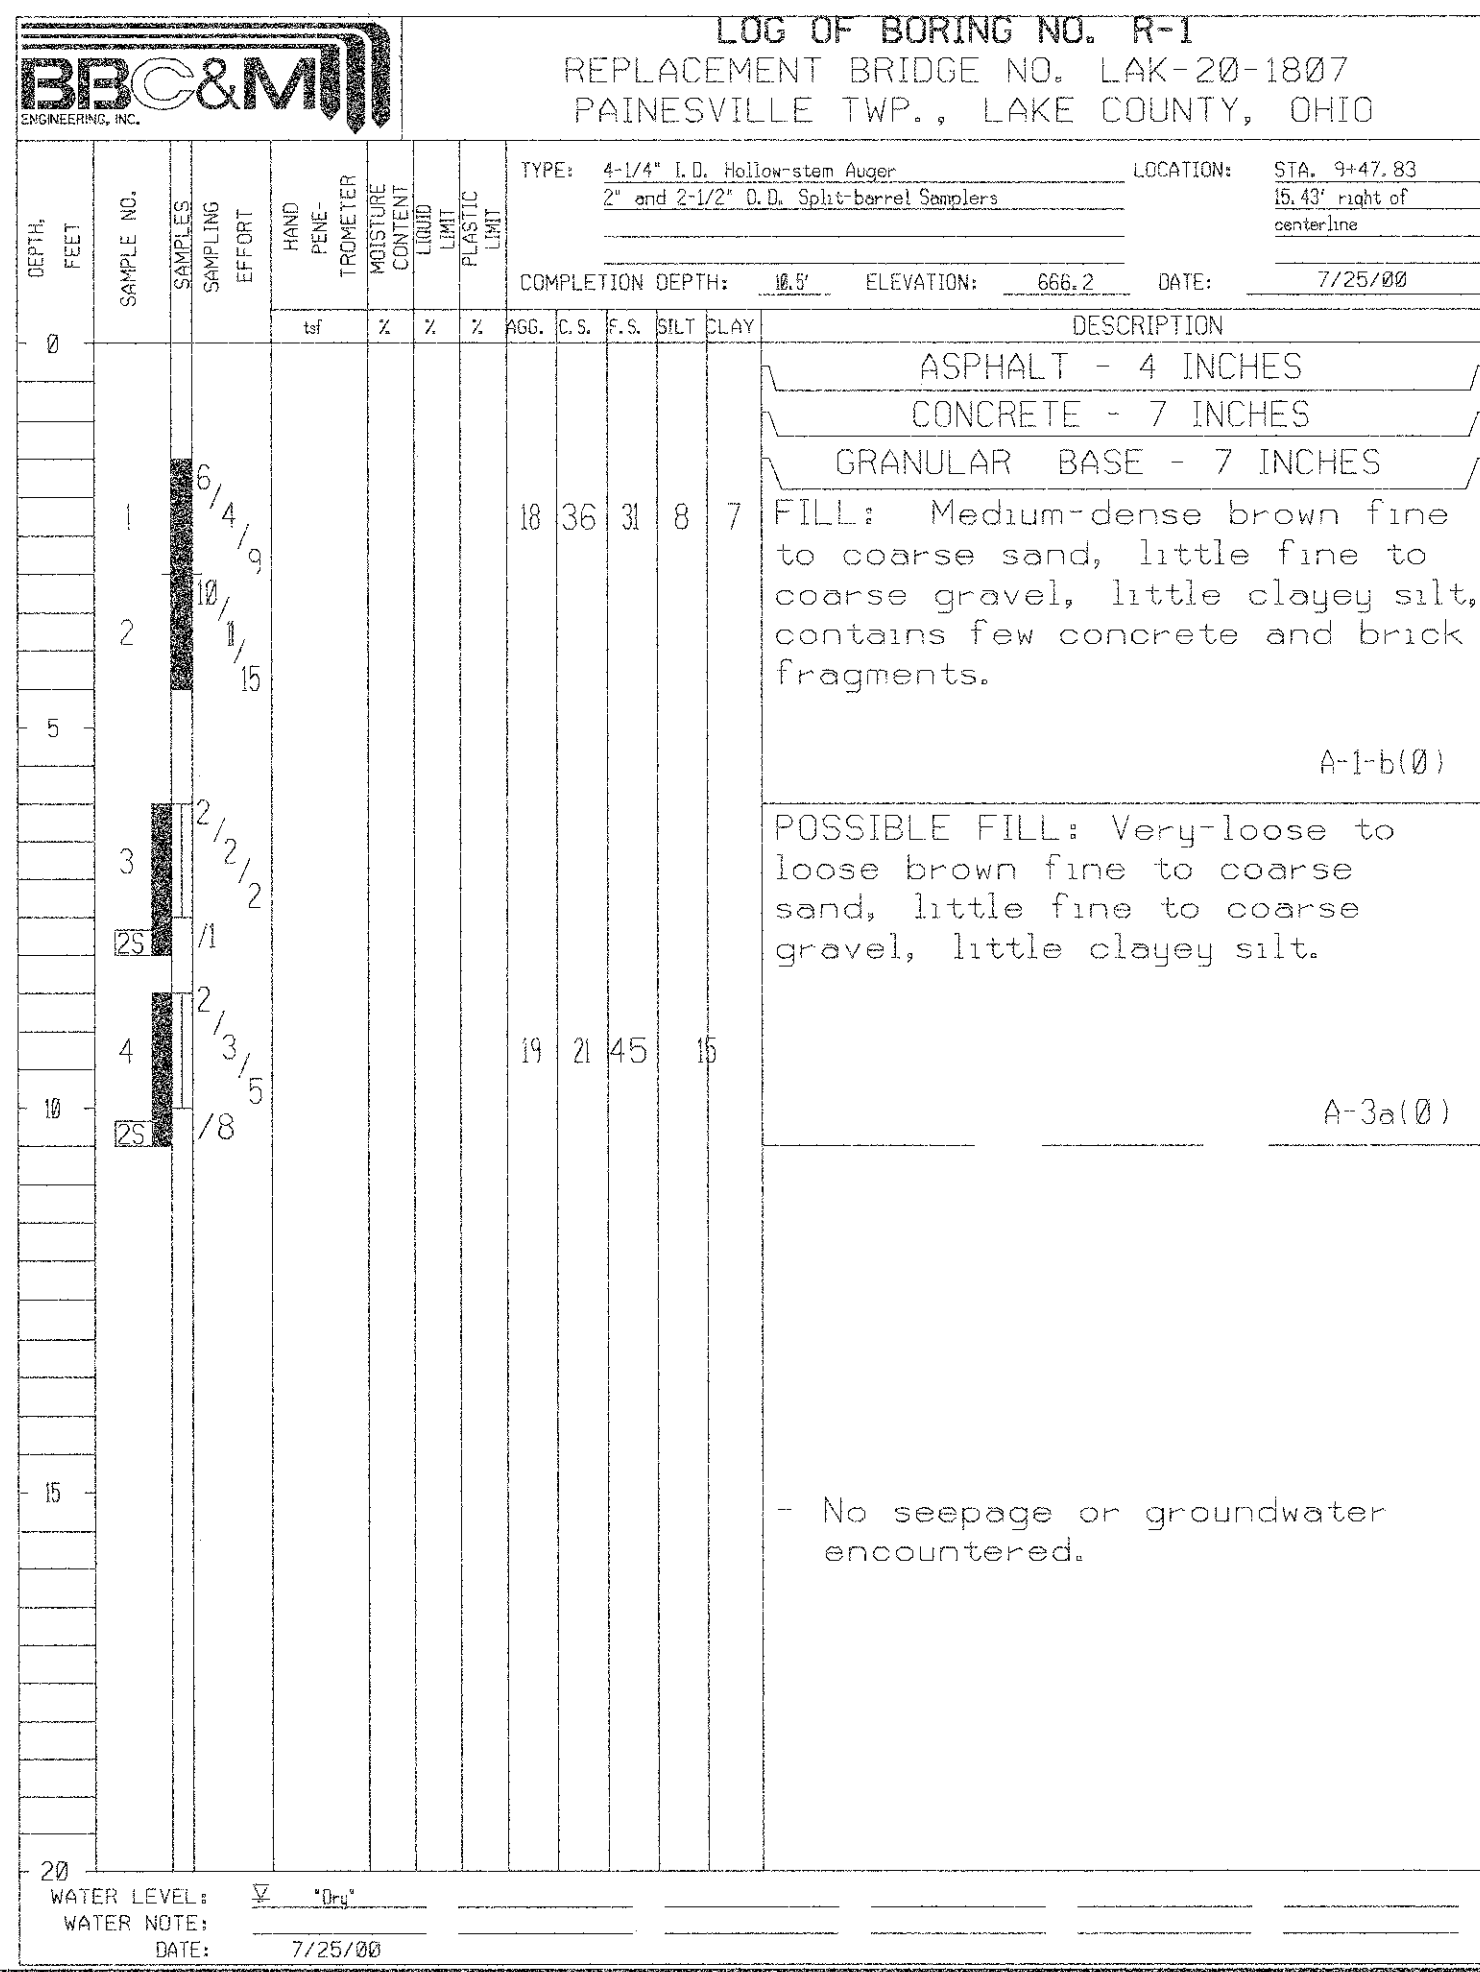 BBC&M
ENGINEERING, INC.
LOG OF BORING NO. R-1
REPLACEMENT BRIDGE NO. LAK-20-1807
PAINESVILLE TWP., LAKE COUNTY, OHIO
DEPTH, FEET
SAMPLE NO.
SAMPLES
SAMPLING EFFORT
HAND PENE-TROMETER
MOISTURE CONTENT
LIQUID LIMIT
PLASTIC LIMIT
TYPE: 4-1/4" I.D. Hollow-stem Auger
2" and 2-1/2" O.D. Split-barrel Samplers
LOCATION: STA. 9+47.83
15.43' right of
centerline
COMPLETION DEPTH: 10.5' ELEVATION: 666.2 DATE: 7/25/00
tsf % % % AGG. C.S. F.S. SILT CLAY DESCRIPTION
0
ASPHALT - 4 INCHES
CONCRETE - 7 INCHES
GRANULAR BASE - 7 INCHES
1 6/4/9 18 36 31 8 7
FILL: Medium-dense brown fine
to coarse sand, little fine to
coarse gravel, little clayey silt,
contains few concrete and brick
fragments.
2 10/11/15
5
A-1-b(0)
3 2/2/2
2S /1
POSSIBLE FILL: Very-loose to
loose brown fine to coarse
sand, little fine to coarse
gravel, little clayey silt.
4 2/3/5 19 21 45 15
10
2S /8
A-3a(0)
15
- No seepage or groundwater
encountered.
20
WATER LEVEL: "Dry"
WATER NOTE:
DATE: 7/25/00